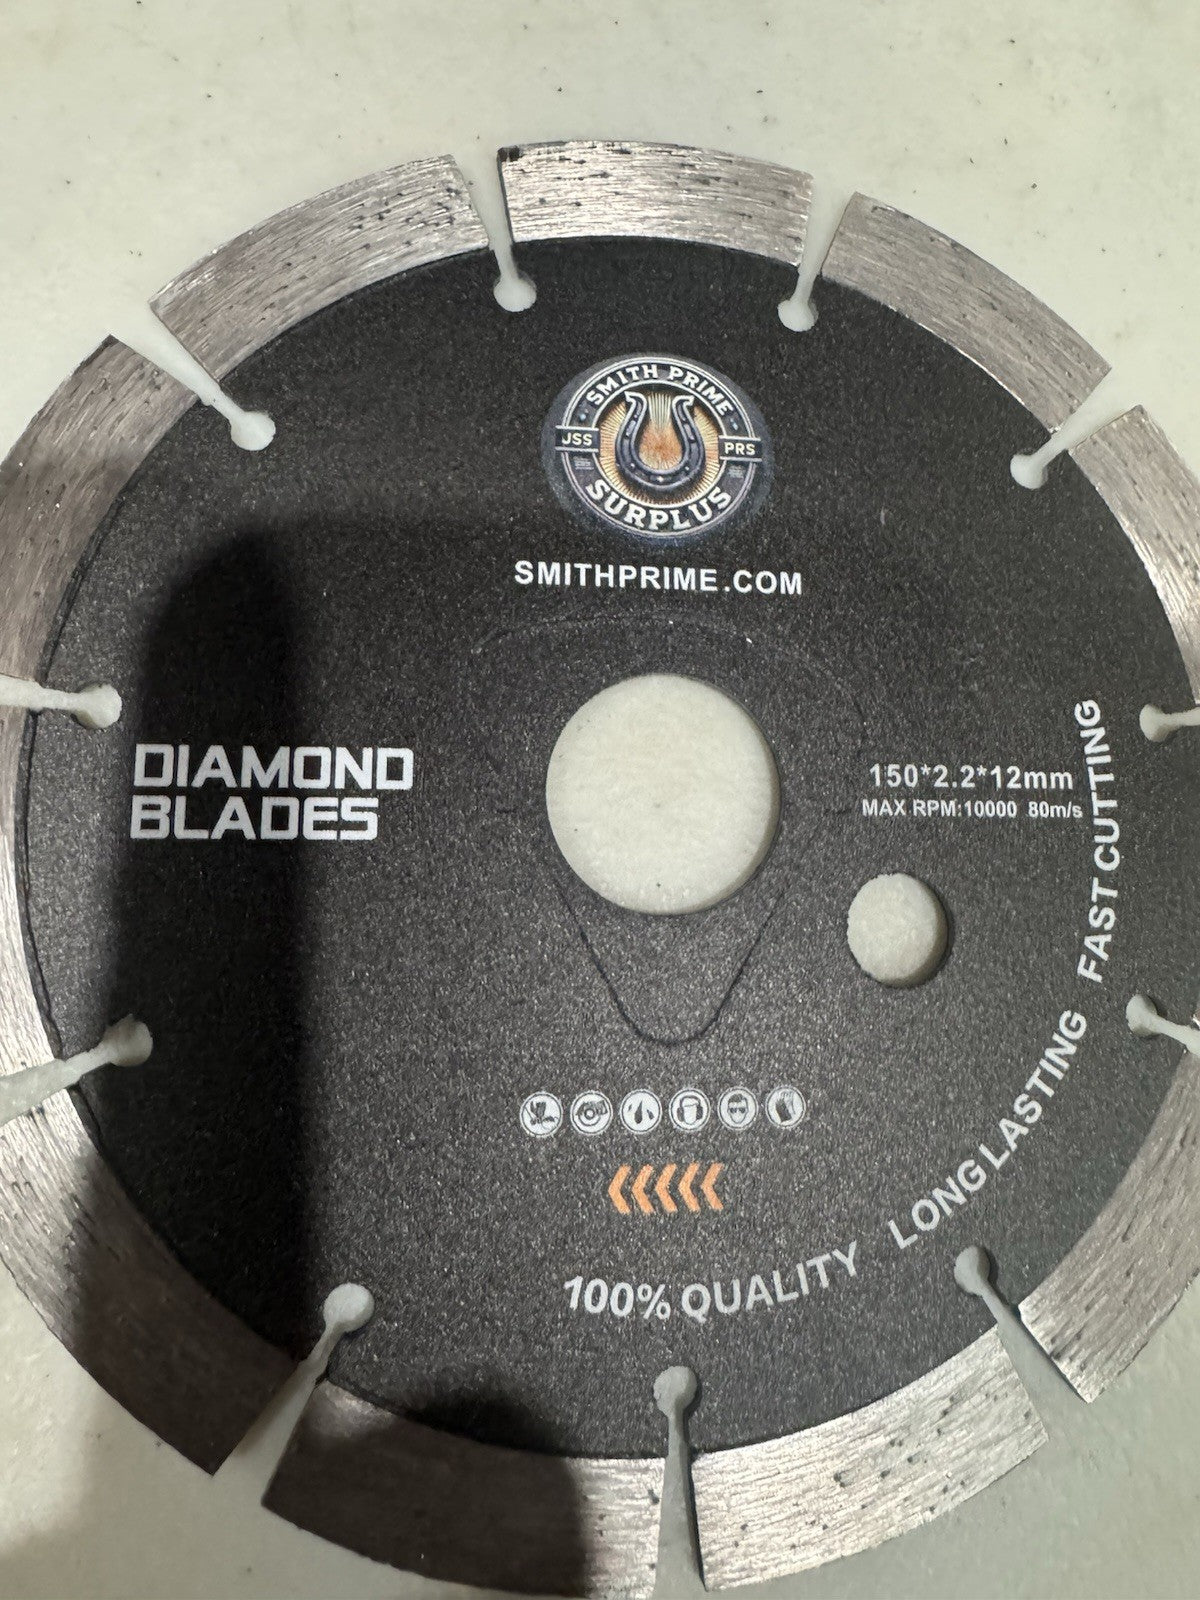 SMITH PRIME
JSS
PRS
SURPLUS
SMITHPRIME.COM
DIAMOND
BLADES
150*2.2*12mm
MAX RPM:10000 80m/s
100% QUALITY LONG LASTING FAST CUTTING